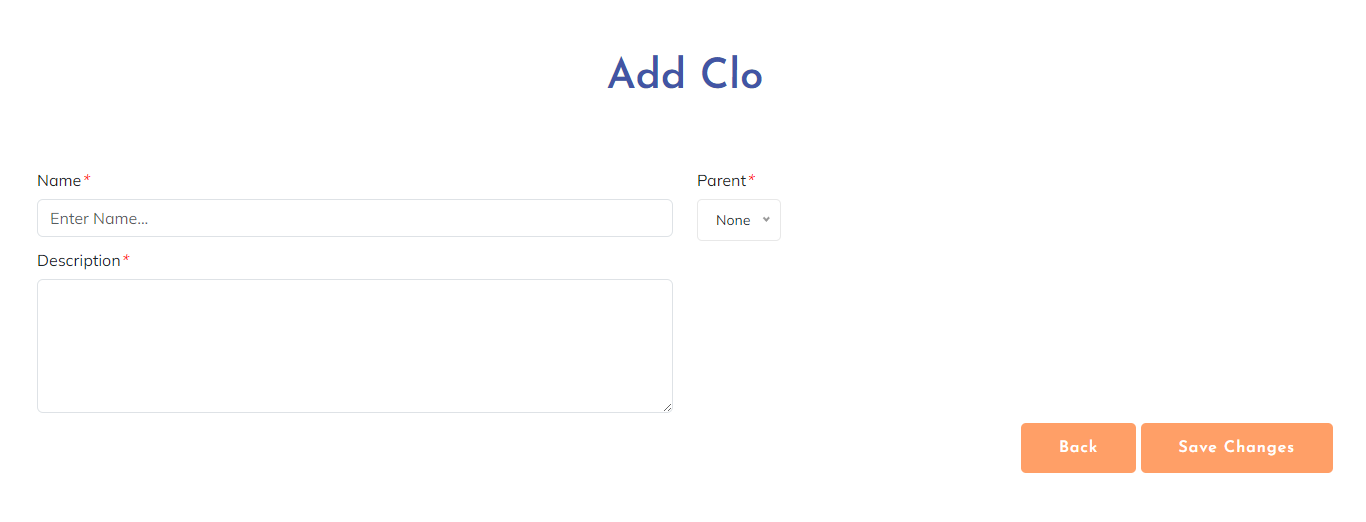 Add Clo
Name*
Enter Name...
Parent*
None
Description*
Back
Save Changes